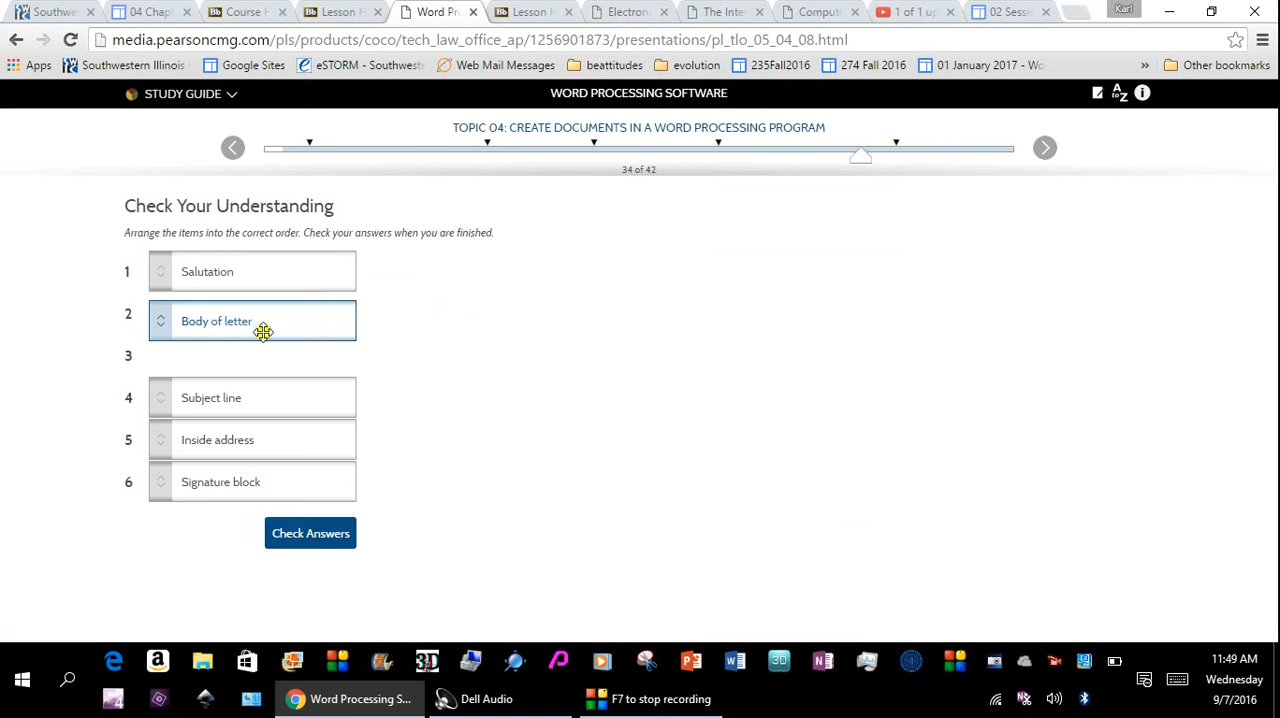 Southwe
04 Chap
Course H
Lesson H
Word Pro
Lesson
Electron
The Inte
Compute
1 of 1 up
02 Sessi
Karl
media.pearsoncmg.com/pls/products/coco/tech_law_office_ap/1256901873/presentations/pl_tlo_05_04_08.html
Apps
Southwestern Illinois
Google Sites
eSTORM - Southwest
Web Mail Messages
beattitudes
evolution
235Fall2016
274 Fall 2016
01 January 2017 - Wo
»
Other bookmarks
STUDY GUIDE
WORD PROCESSING SOFTWARE
A to Z
TOPIC 04: CREATE DOCUMENTS IN A WORD PROCESSING PROGRAM
34 of 42
Check Your Understanding
Arrange the items into the correct order. Check your answers when you are finished.
1 Salutation
2 Body of letter
3
4 Subject line
5 Inside address
6 Signature block
Check Answers
11:49 AM
Wednesday
9/7/2016
Word Processing S...
Dell Audio
F7 to stop recording